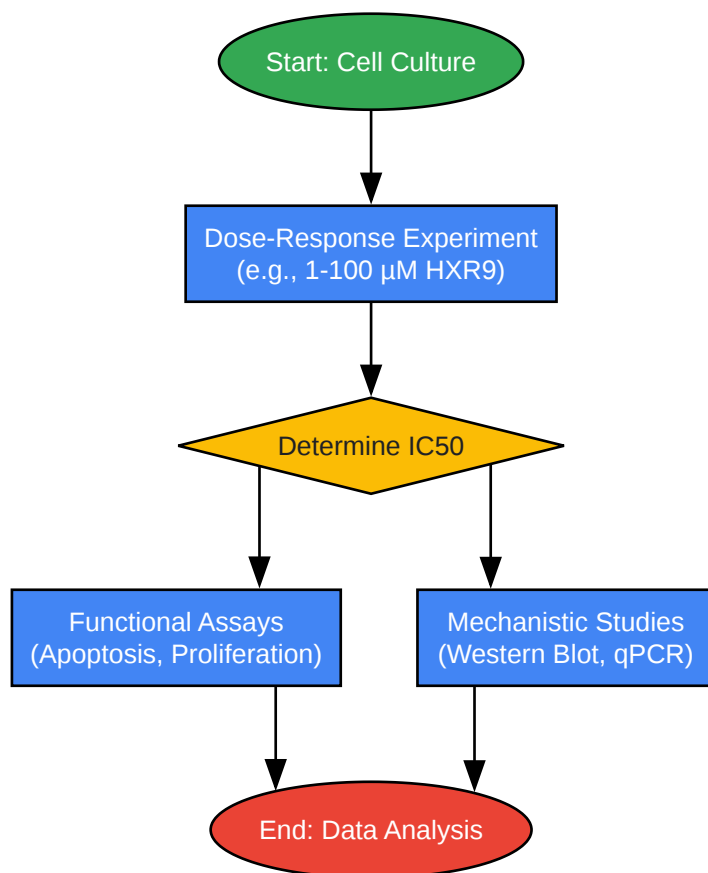 Start: Cell Culture
Dose-Response Experiment
(e.g., 1-100 µM HXR9)
Determine IC50
Functional Assays
(Apoptosis, Proliferation)
Mechanistic Studies
(Western Blot, qPCR)
End: Data Analysis